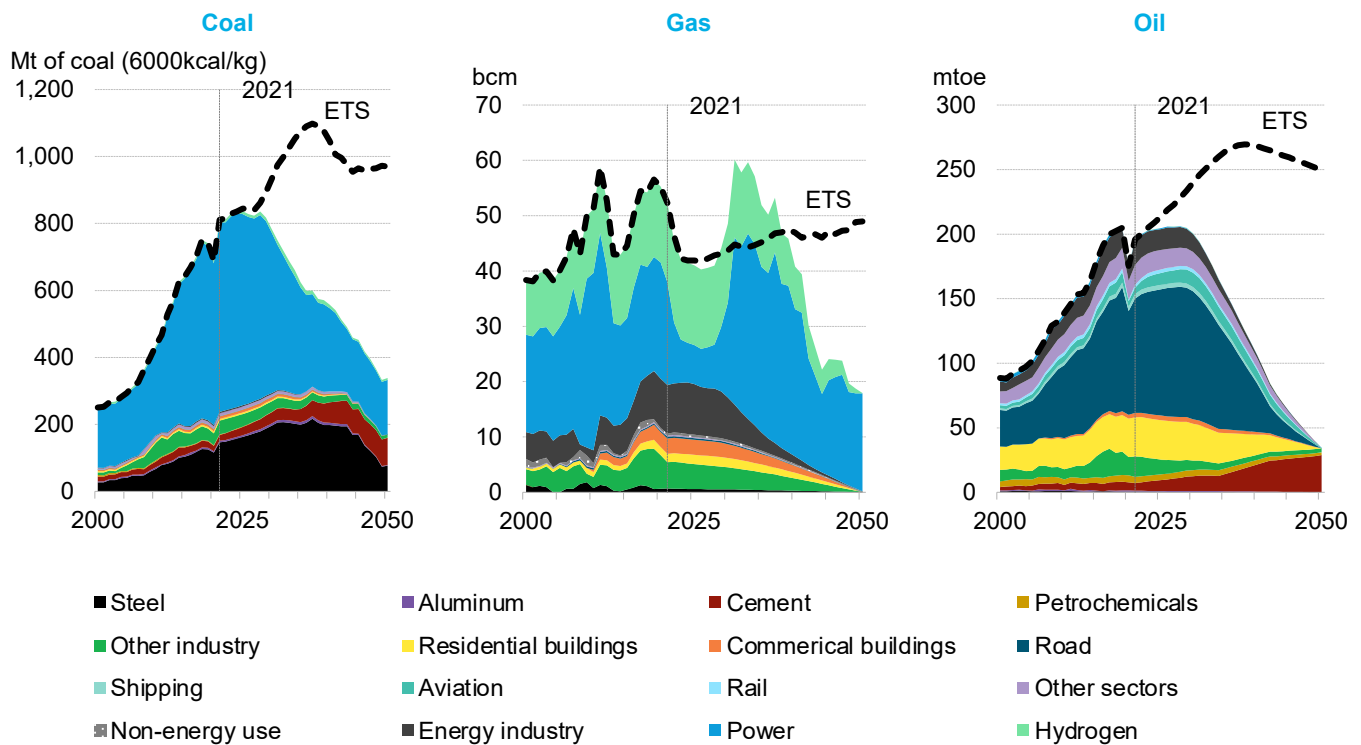 Coal
Mt of coal (6000kcal/kg)
1,200
1,000
800
600
400
200
0
2000
2025
2050
2021
ETS
Gas
bcm
70
60
50
40
30
20
10
0
2000
2025
2050
2021
ETS
Oil
mtoe
300
250
200
150
100
50
0
2000
2025
2050
2021
ETS
Steel
Aluminum
Cement
Petrochemicals
Other industry
Residential buildings
Commerical buildings
Road
Shipping
Aviation
Rail
Other sectors
Non-energy use
Energy industry
Power
Hydrogen